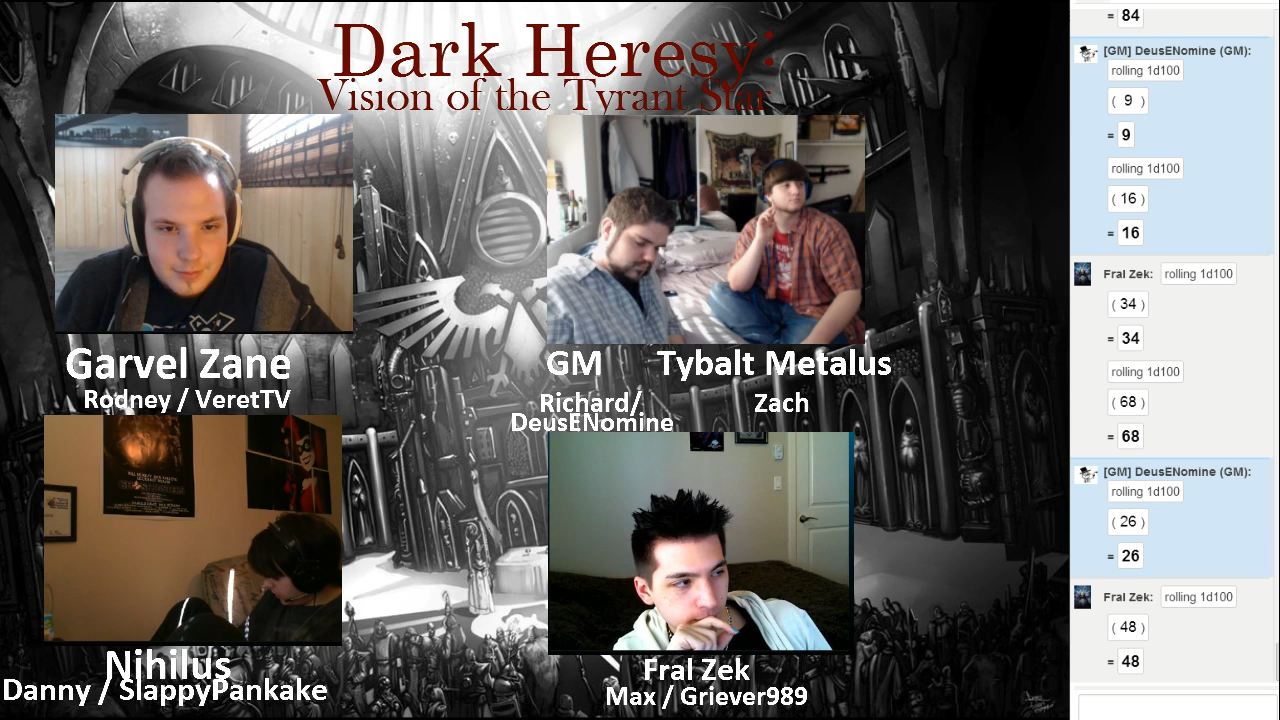 Dark Heresy:
Vision of the Tyrant Star
Garvel Zane
Rodney / VeretTV
GM
Tybalt Metalus
Richard/
DeusENomine
Zach
Nihilus
Danny / SlappyPankake
Fral Zek
Max / Griever989
= 84
[GM] DeusENomine (GM):
rolling 1d100
( 9 )
= 9
rolling 1d100
( 16 )
= 16
Fral Zek: rolling 1d100
( 34 )
= 34
rolling 1d100
( 68 )
= 68
[GM] DeusENomine (GM):
rolling 1d100
( 26 )
= 26
Fral Zek: rolling 1d100
( 48 )
= 48